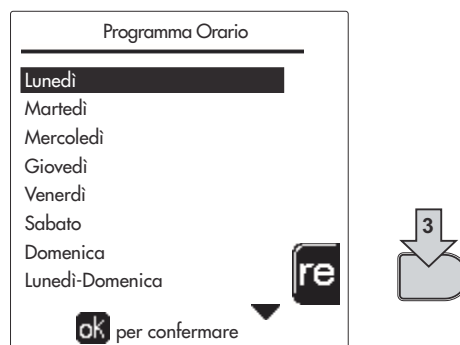 Programma Orario
Lunedì
Martedì
Mercoledì
Giovedì
Venerdì
Sabato
Domenica
Lunedì-Domenica
re
ok per confermare
3